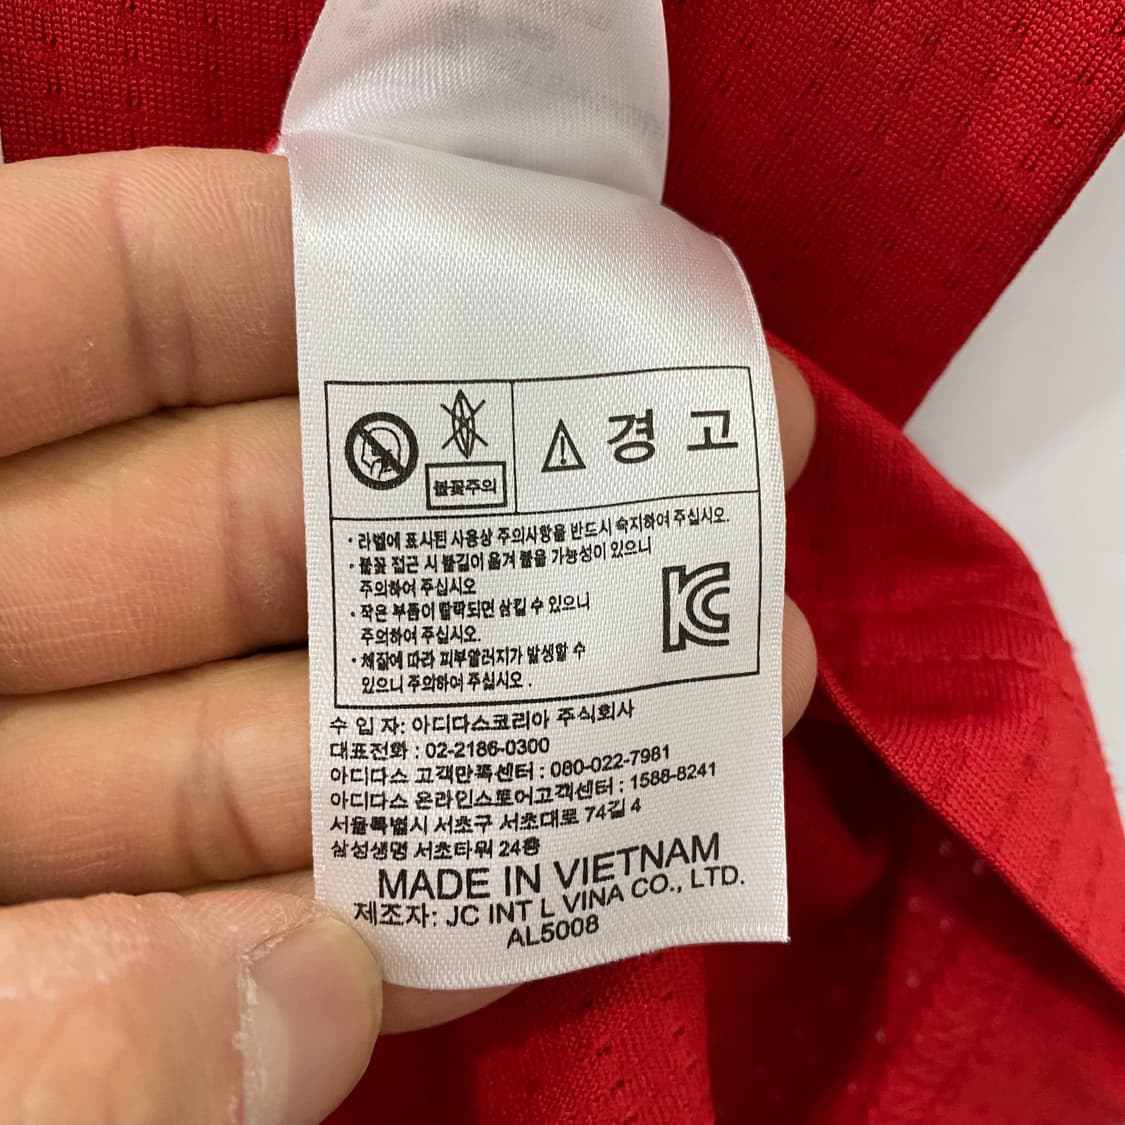 불꽃주의
경 고
· 라벨에 표시된 사용상 주의사항을 반드시 숙지하여 주십시오.
· 불꽃 접근 시 불길이 옮겨 붙을 가능성이 있으니
주의하여 주십시오
· 작은 부품이 탈락되면 삼킬 수 있으니
주의하여 주십시오.
· 체질에 따라 피부알러지가 발생할 수
있으니 주의하여 주십시오 .
KC
수 입 자: 아디다스코리아 주식회사
대표전화 : 02-2186-0300
아디다스 고객만족센터 : 080-022-7981
아디다스 온라인스토어고객센터 : 1588-8241
서울특별시 서초구 서초대로 74길 4
삼성생명 서초타워 24층
MADE IN VIETNAM
제조자: JC INT L VINA CO., LTD.
AL5008